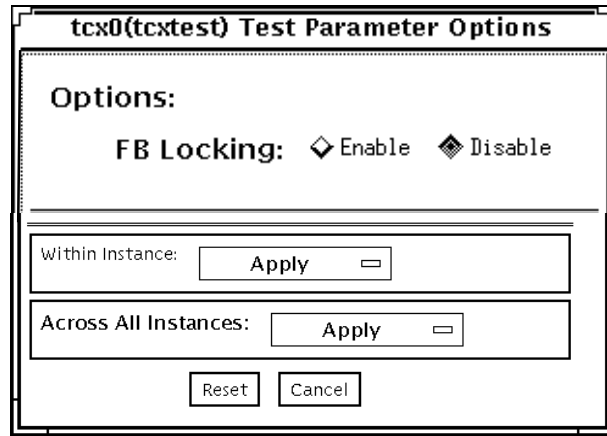 tcx0(tcxtest) Test Parameter Options
Options:
FB Locking: Enable Disable
Within Instance: Apply
Across All Instances: Apply
Reset Cancel